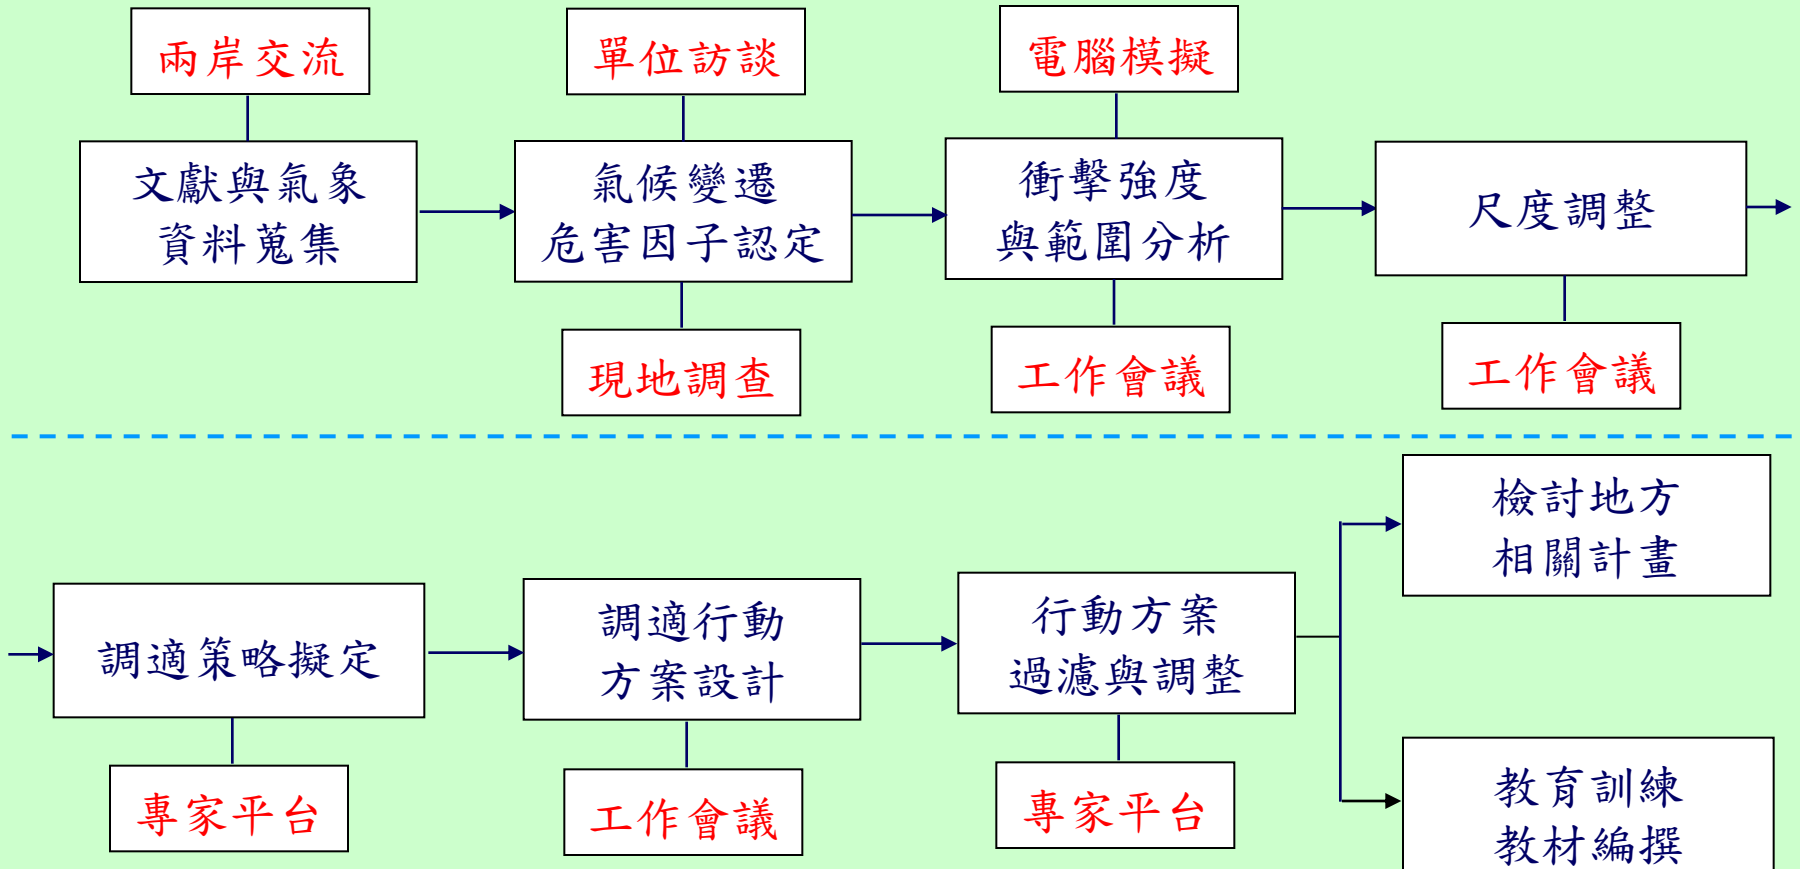 兩岸交流
單位訪談
電腦模擬
文獻與氣象
資料蒐集
氣候變遷
危害因子認定
衝擊強度
與範圍分析
尺度調整
現地調查
工作會議
工作會議
檢討地方
相關計畫
調適策略擬定
調適行動
方案設計
行動方案
過濾與調整
專家平台
工作會議
專家平台
教育訓練
教材編撰